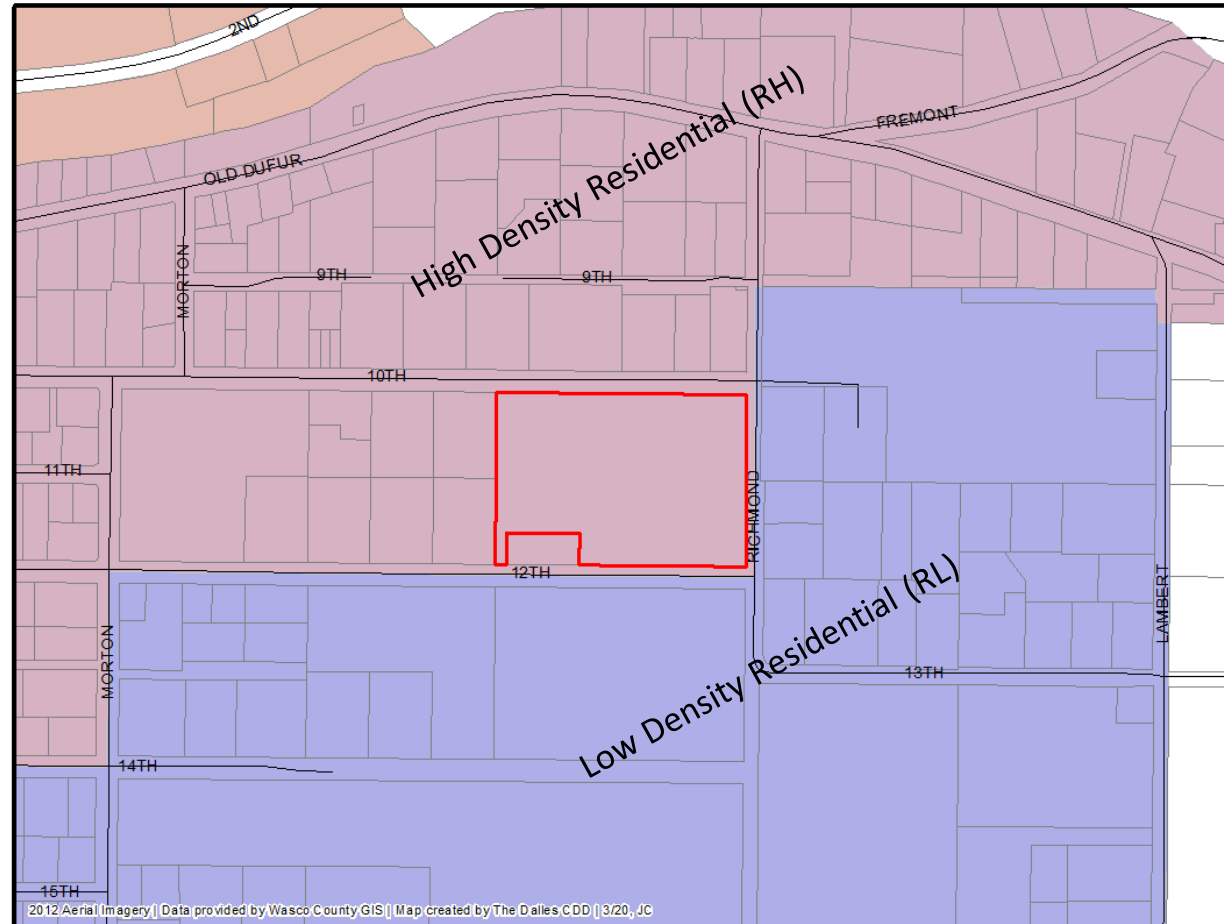 2ND
High Density Residential (RH)
FREMONT
OLD DUFUR
MORTON
9TH
9TH
10TH
11TH
RICHMOND
12TH
Low Density Residential (RL)
LAMBERT
MORTON
13TH
14TH
15TH
2012 Aerial Imagery | Data provided by Wasco County GIS | Map created by The Dalles CDD | 3/20, JC